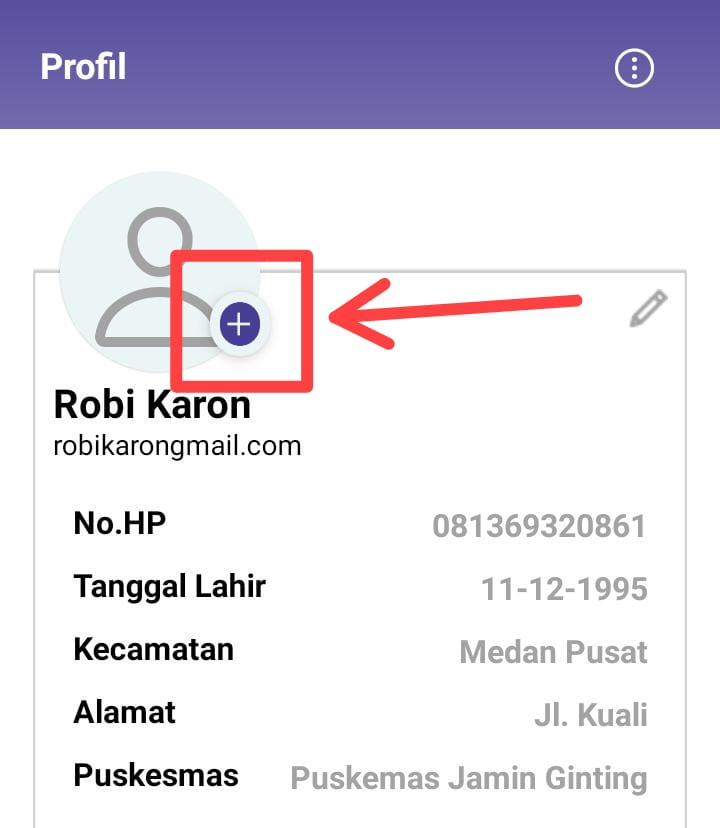 Profil
Robi Karon
robikarongmail.com
No.HP 081369320861
Tanggal Lahir 11-12-1995
Kecamatan Medan Pusat
Alamat Jl. Kuali
Puskesmas Puskemas Jamin Ginting